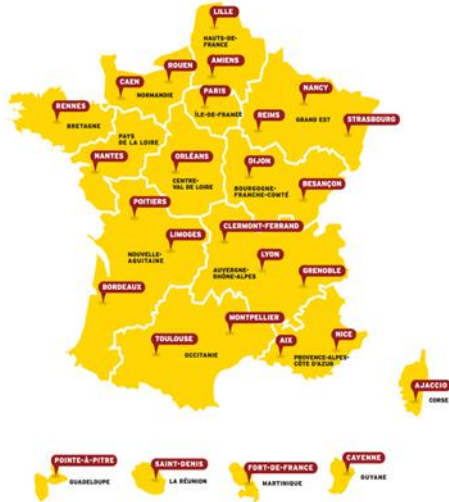 LILLE
HAUTS-DE-
FRANCE
ROUEN
AMIENS
CAEN
NORMANDIE
PARIS
ÎLE-DE-FRANCE
NANCY
REIMS
GRAND EST
STRASBOURG
RENNES
BRETAGNE
PAYS
DE LA LOIRE
NANTES
ORLÉANS
CENTRE-
VAL DE LOIRE
DIJON
BOURGOGNE-
FRANCHE-COMTÉ
BESANÇON
POITIERS
CLERMONT-FERRAND
LIMOGES
NOUVELLE-
AQUITAINE
LYON
AUVERGNE-
RHÔNE-ALPES
GRENOBLE
BORDEAUX
MONTPELLIER
TOULOUSE
OCCITANIE
AIX
NICE
PROVENCE-ALPES-
CÔTE D'AZUR
AJACCIO
CORSE
POINTE-À-PITRE
GUADELOUPE
SAINT-DENIS
LA RÉUNION
FORT-DE-FRANCE
MARTINIQUE
CAYENNE
GUYANE